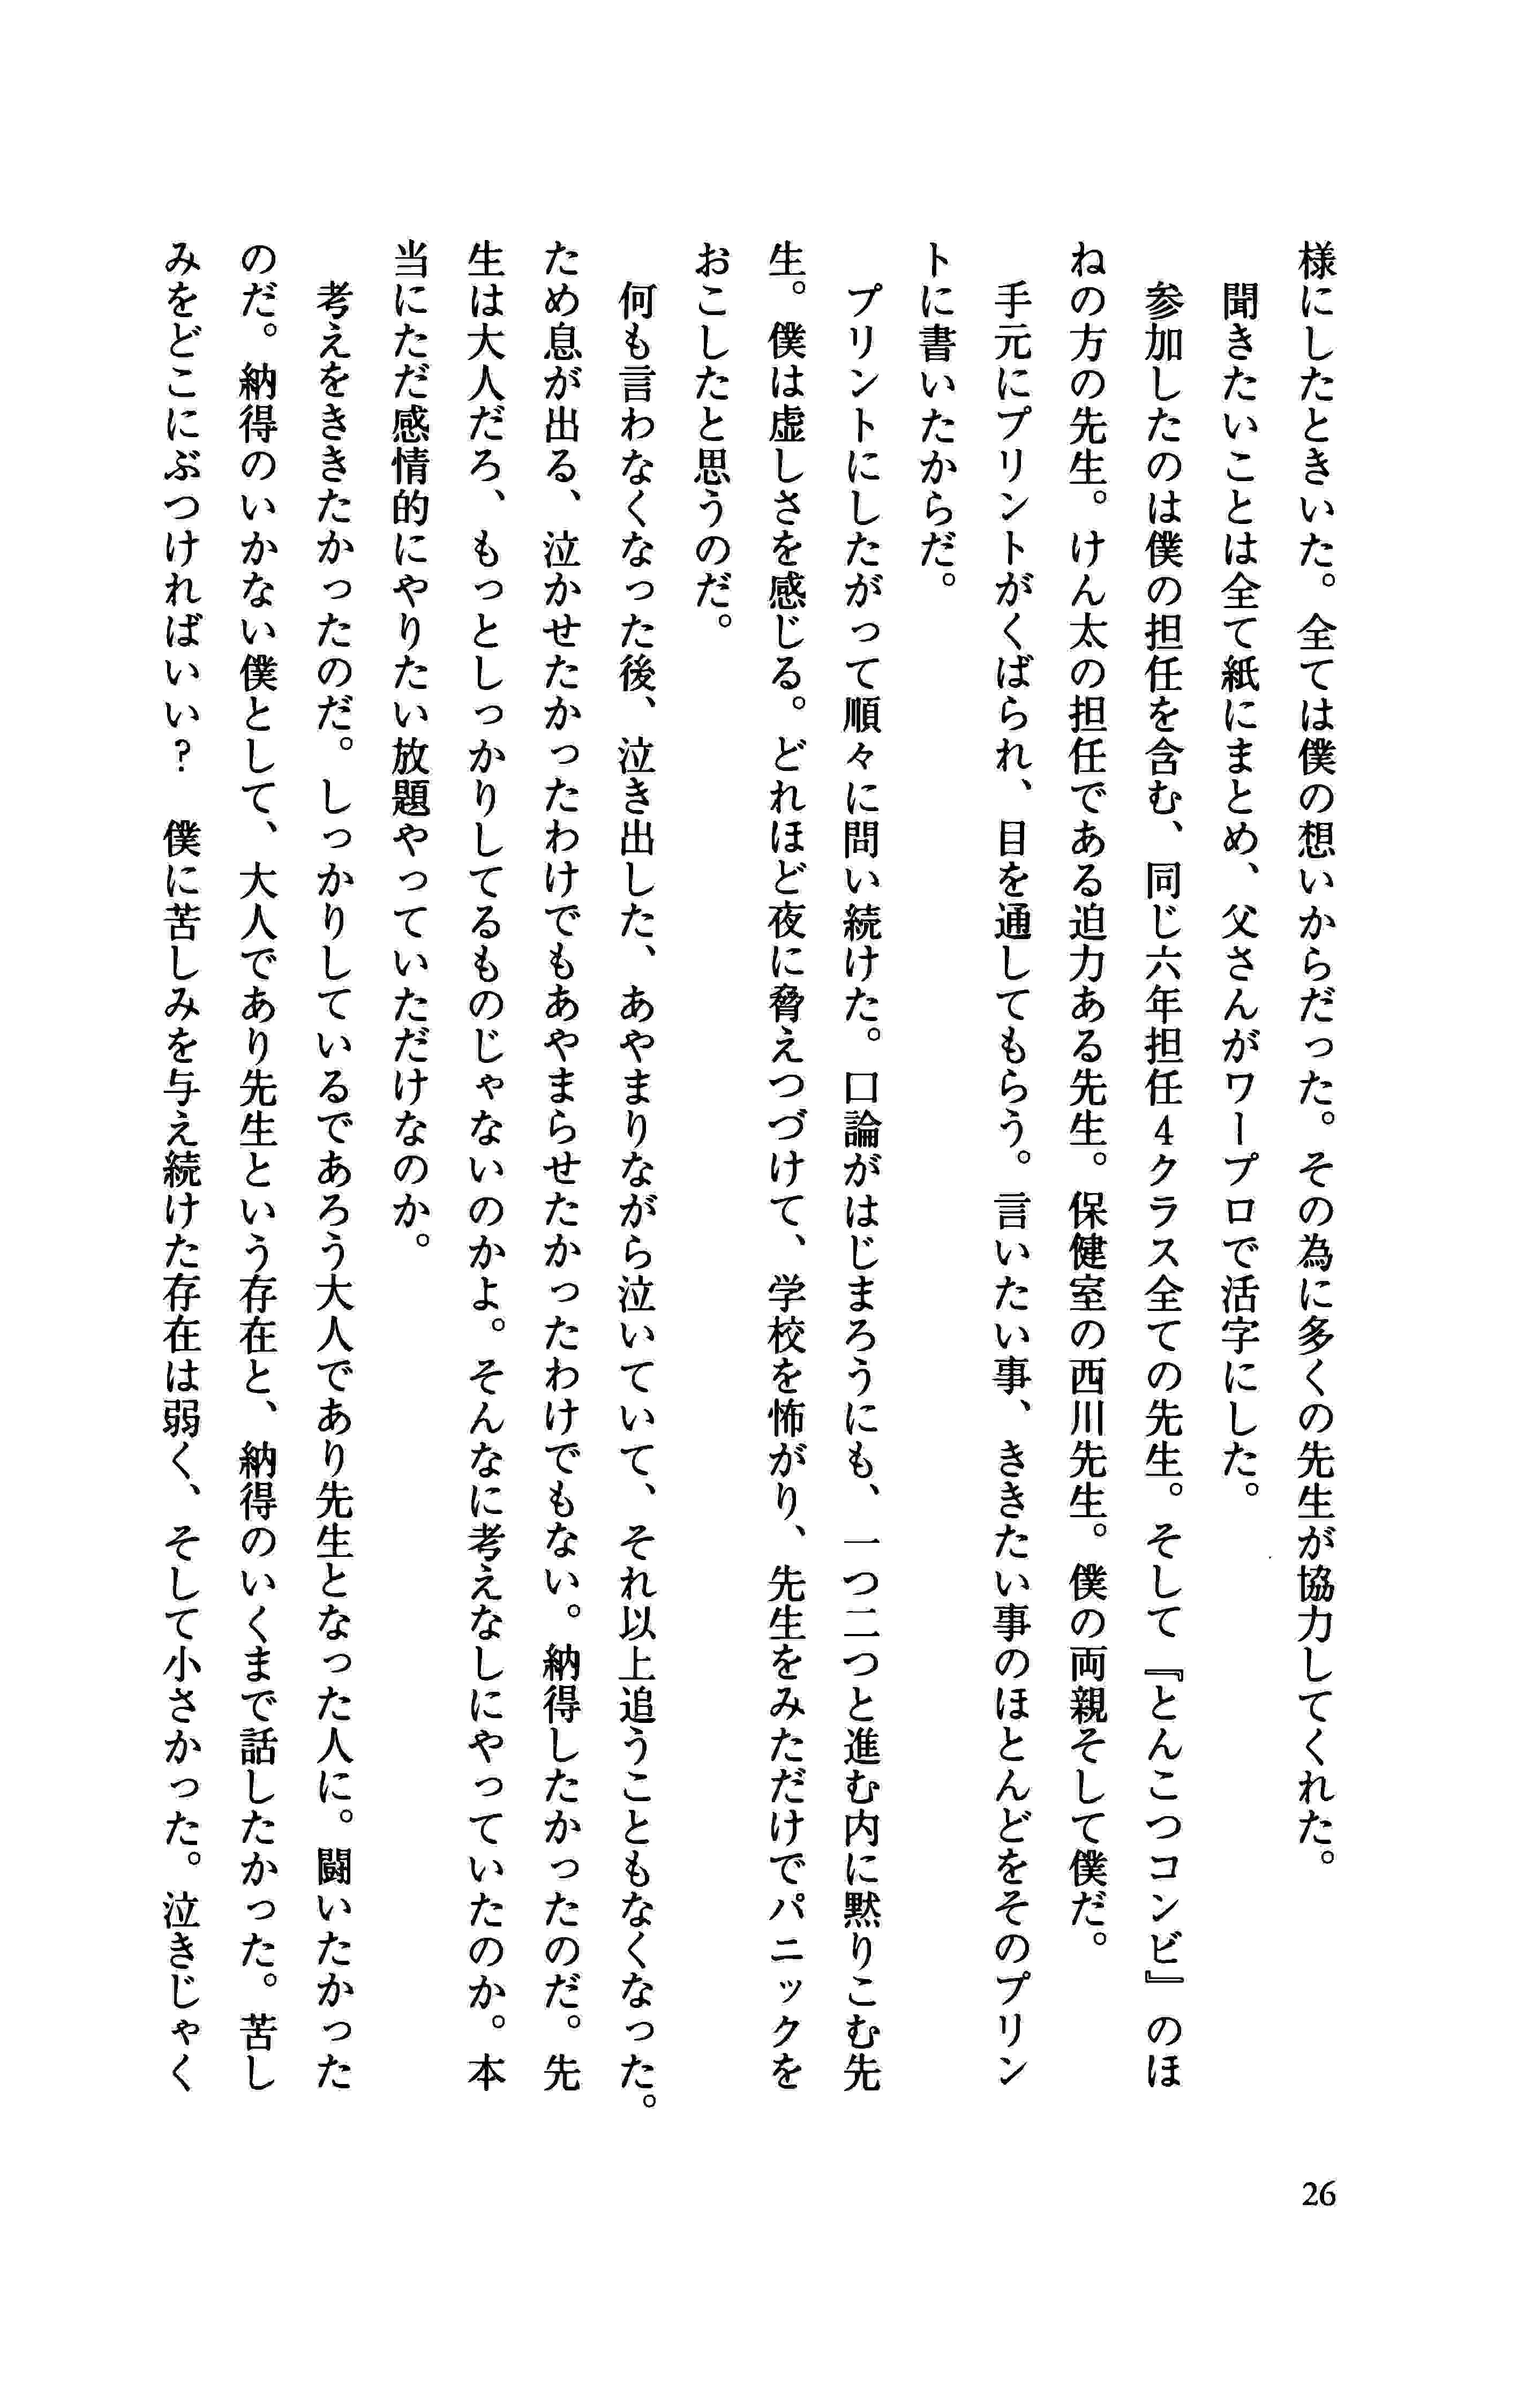 様にしたときいた。全ては僕の想いからだった。その為に多くの先生が協力してくれた。
聞きたいことは全て紙にまとめ、父さんがワープロで活字にした。
参加したのは僕の担任を含む、同じ六年担任4クラス全ての先生。そして『とんこつコンビ』のほ
ねの方の先生。けん太の担任である迫力ある先生。保健室の西川先生。僕の両親そして僕だ。
手元にプリントがくばられ、目を通してもらう。言いたい事、ききたい事のほとんどをそのプリン
トに書いたからだ。
プリントにしたがって順々に問い続けた。口論がはじまろうにも、一つ二つと進む内に黙りこむ先
生。僕は虚しさを感じる。どれほど夜に脅えつづけて、学校を怖がり、先生をみただけでパニックを
おこしたと思うのだ。
何も言わなくなった後、泣き出した、あやまりながら泣いていて、それ以上追うこともなくなった。
ため息が出る、泣かせたかったわけでもあやまらせたかったわけでもない。納得したかったのだ。先
生は大人だろ、もっとしっかりしてるものじゃないのかよ。そんなに考えなしにやっていたのか。本
当にただ感情的にやりたい放題やっていただけなのか。
考えをききたかったのだ。しっかりしているであろう大人であり先生となった人に。闘いたかった
のだ。納得のいかない僕として、大人であり先生という存在と、納得のいくまで話したかった。苦し
みをどこにぶつければいい？　僕に苦しみを与え続けた存在は弱く、そして小さかった。泣きじゃく
26